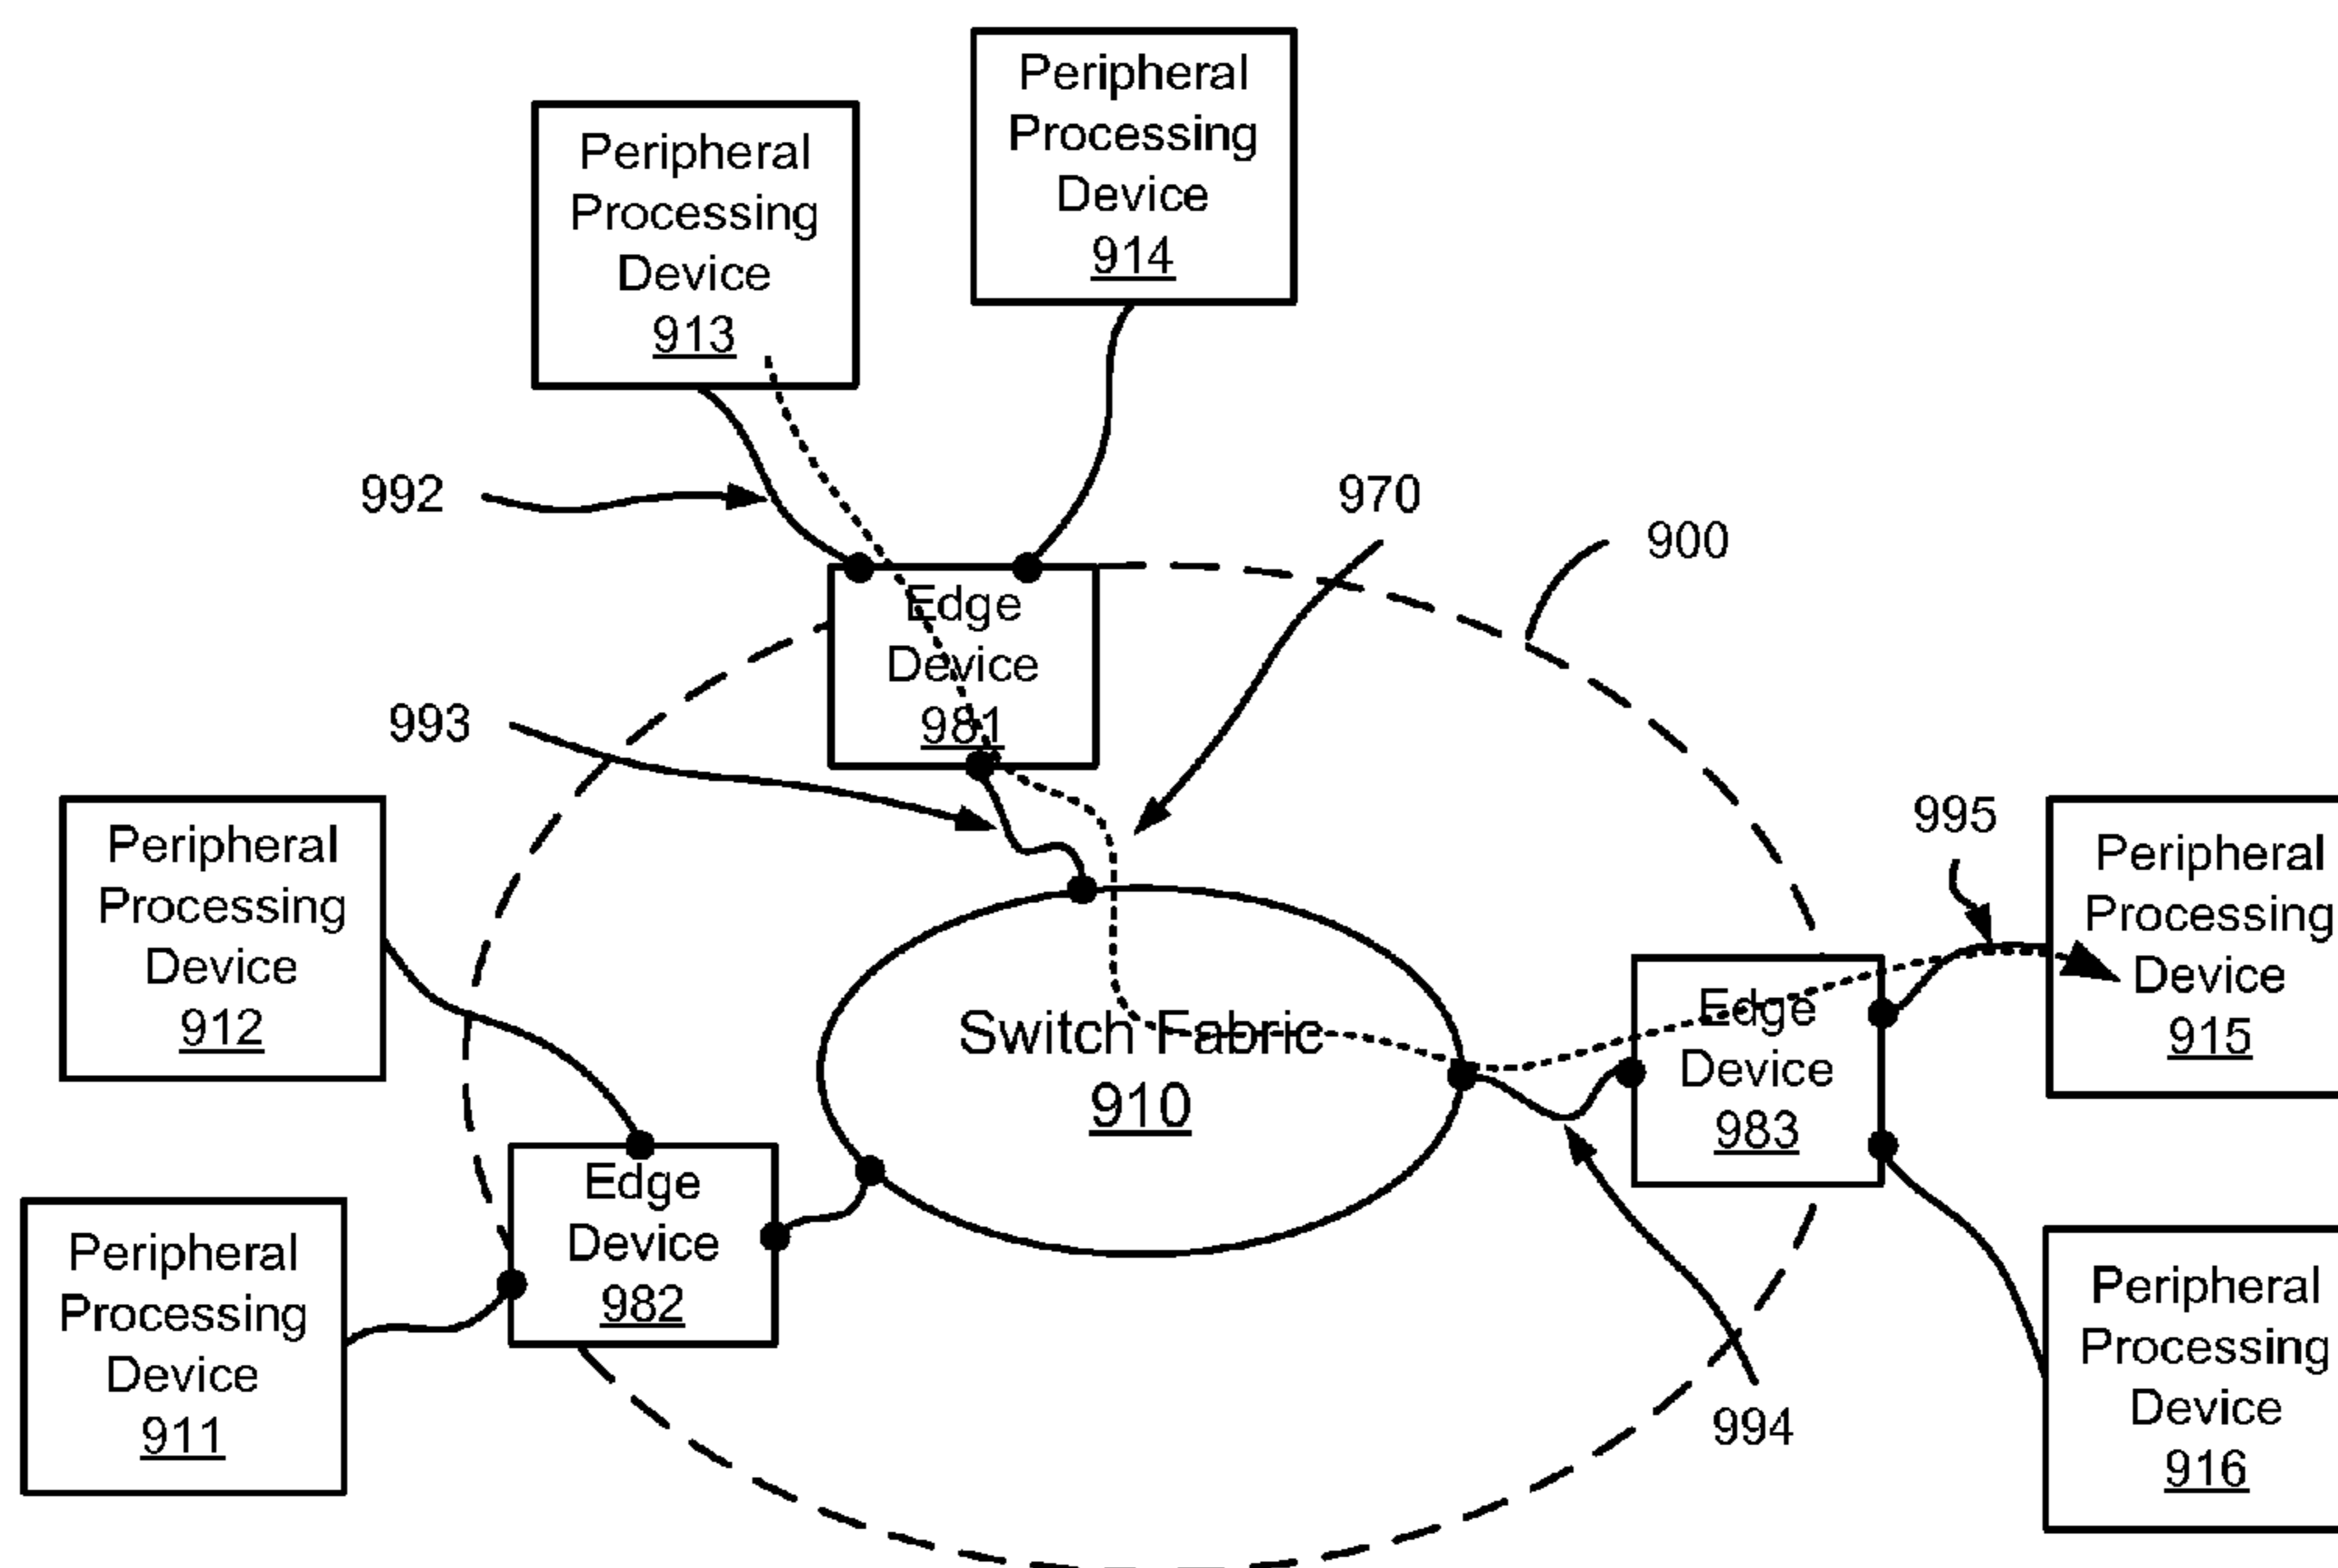 Peripheral
Processing
Device
914
Peripheral
Processing
Device
913
992
970
900
Edge
Device
981
993
995
Peripheral
Processing
Device
912
Peripheral
Processing
Device
915
Switch Fabric
910
Edge
Device
983
Edge
Device
982
Peripheral
Processing
Device
911
994
Peripheral
Processing
Device
916